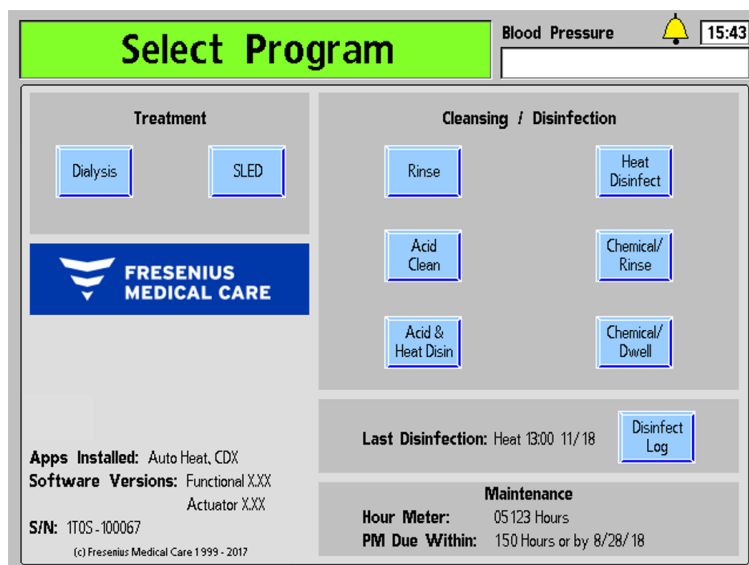 Select Program
Blood Pressure
15:43
Treatment
Dialysis
SLED
FRESENIUS
MEDICAL CARE
Cleansing / Disinfection
Rinse
Heat
Disinfect
Acid
Clean
Chemical/
Rinse
Acid &
Heat Disin
Chemical/
Dwell
Last Disinfection: Heat 13:00 11/18
Disinfect
Log
Apps Installed: Auto Heat, CDX
Software Versions: Functional X.XX
Actuator X.XX
S/N: 1T0S-100067
(c) Fresenius Medical Care 1999 - 2017
Maintenance
Hour Meter: 05123 Hours
PM Due Within: 150 Hours or by 8/28/18